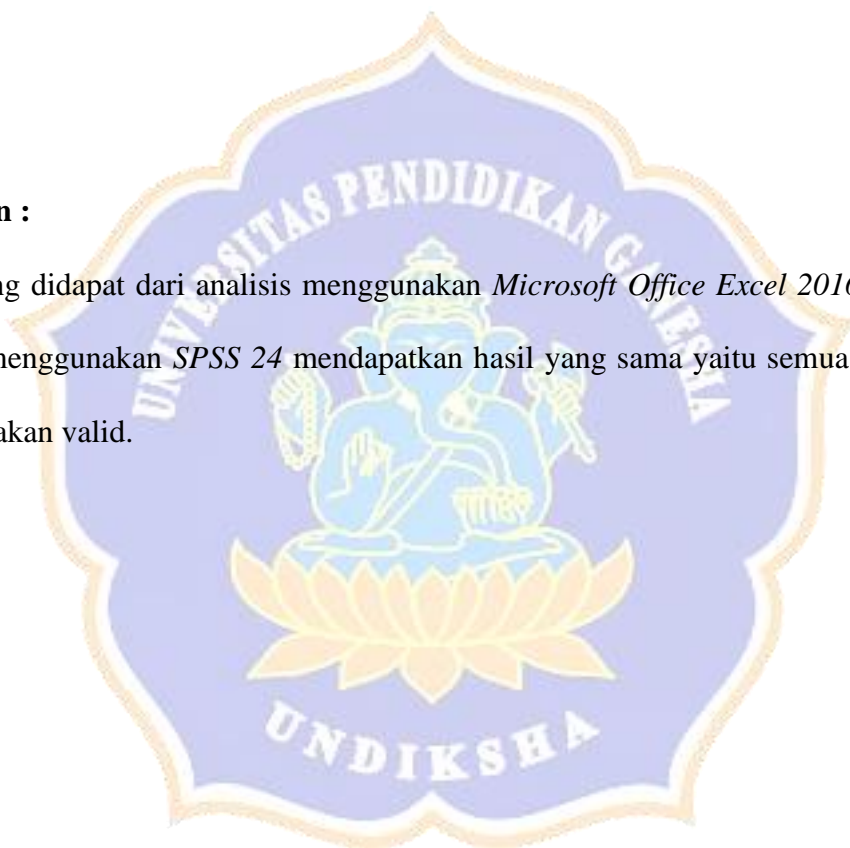 UNIVERSITAS PENDIDIKAN GANESHA
n :
ng didapat dari analisis menggunakan Microsoft Office Excel 2016
menggunakan SPSS 24 mendapatkan hasil yang sama yaitu semua
akan valid.
UNDIKSHA